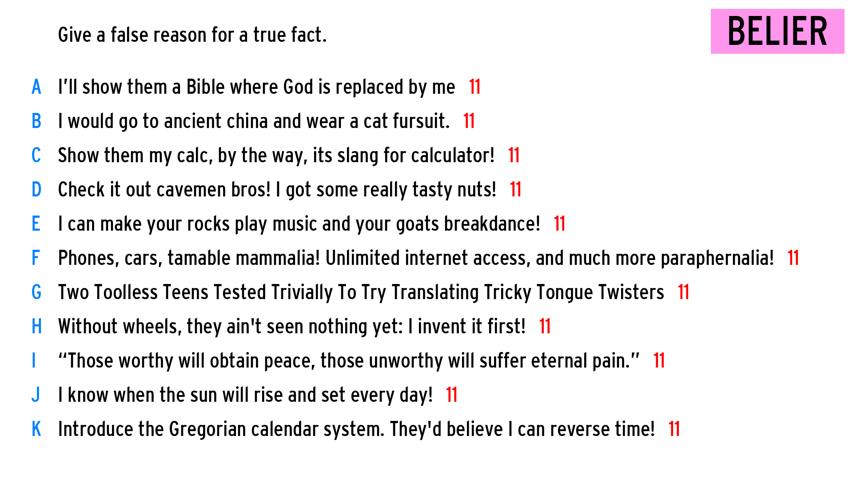 Give a false reason for a true fact.
BELIER
A I'll show them a Bible where God is replaced by me 11
B I would go to ancient china and wear a cat fursuit. 11
C Show them my calc, by the way, its slang for calculator! 11
D Check it out cavemen bros! I got some really tasty nuts! 11
E I can make your rocks play music and your goats breakdance! 11
F Phones, cars, tamable mammalia! Unlimited internet access, and much more paraphernalia! 11
G Two Toolless Teens Tested Trivially To Try Translating Tricky Tongue Twisters 11
H Without wheels, they ain't seen nothing yet: I invent it first! 11
I “Those worthy will obtain peace, those unworthy will suffer eternal pain.” 11
J I know when the sun will rise and set every day! 11
K Introduce the Gregorian calendar system. They'd believe I can reverse time! 11